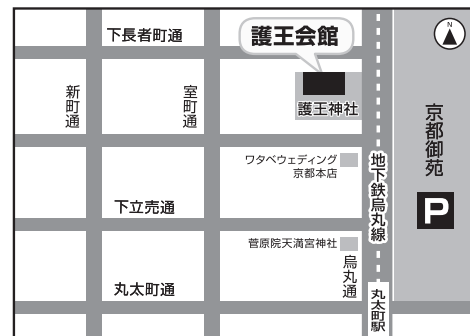 下長者町通
護王会館
N
新町通
室町通
護王神社
京都御苑
ワタベウェディング
京都本店
地下鉄烏丸線
P
下立売通
菅原院天満宮神社
烏丸通
丸太町通
丸太町駅